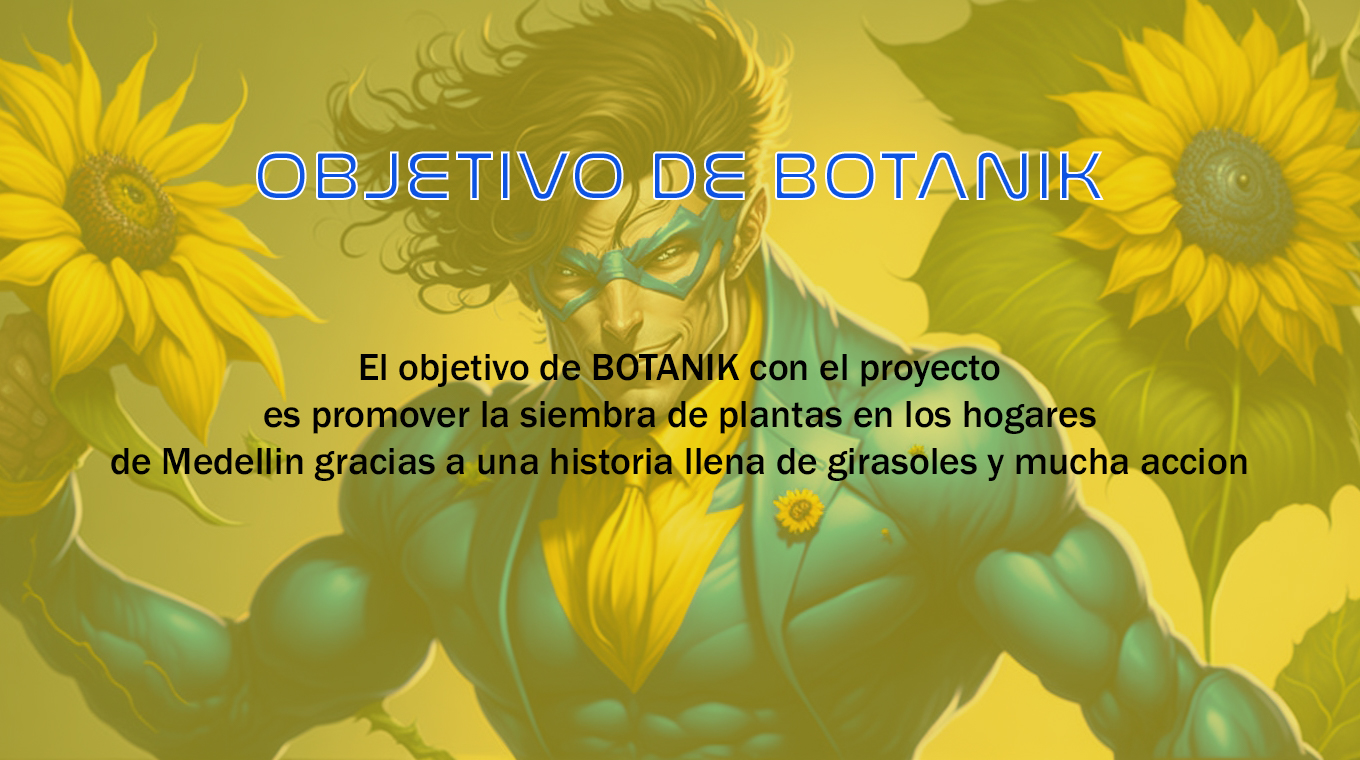 OBJETIVO DE BOTANIK
El objetivo de BOTANIK con el proyecto
es promover la siembra de plantas en los hogares
de Medellin gracias a una historia llena de girasoles y mucha accion